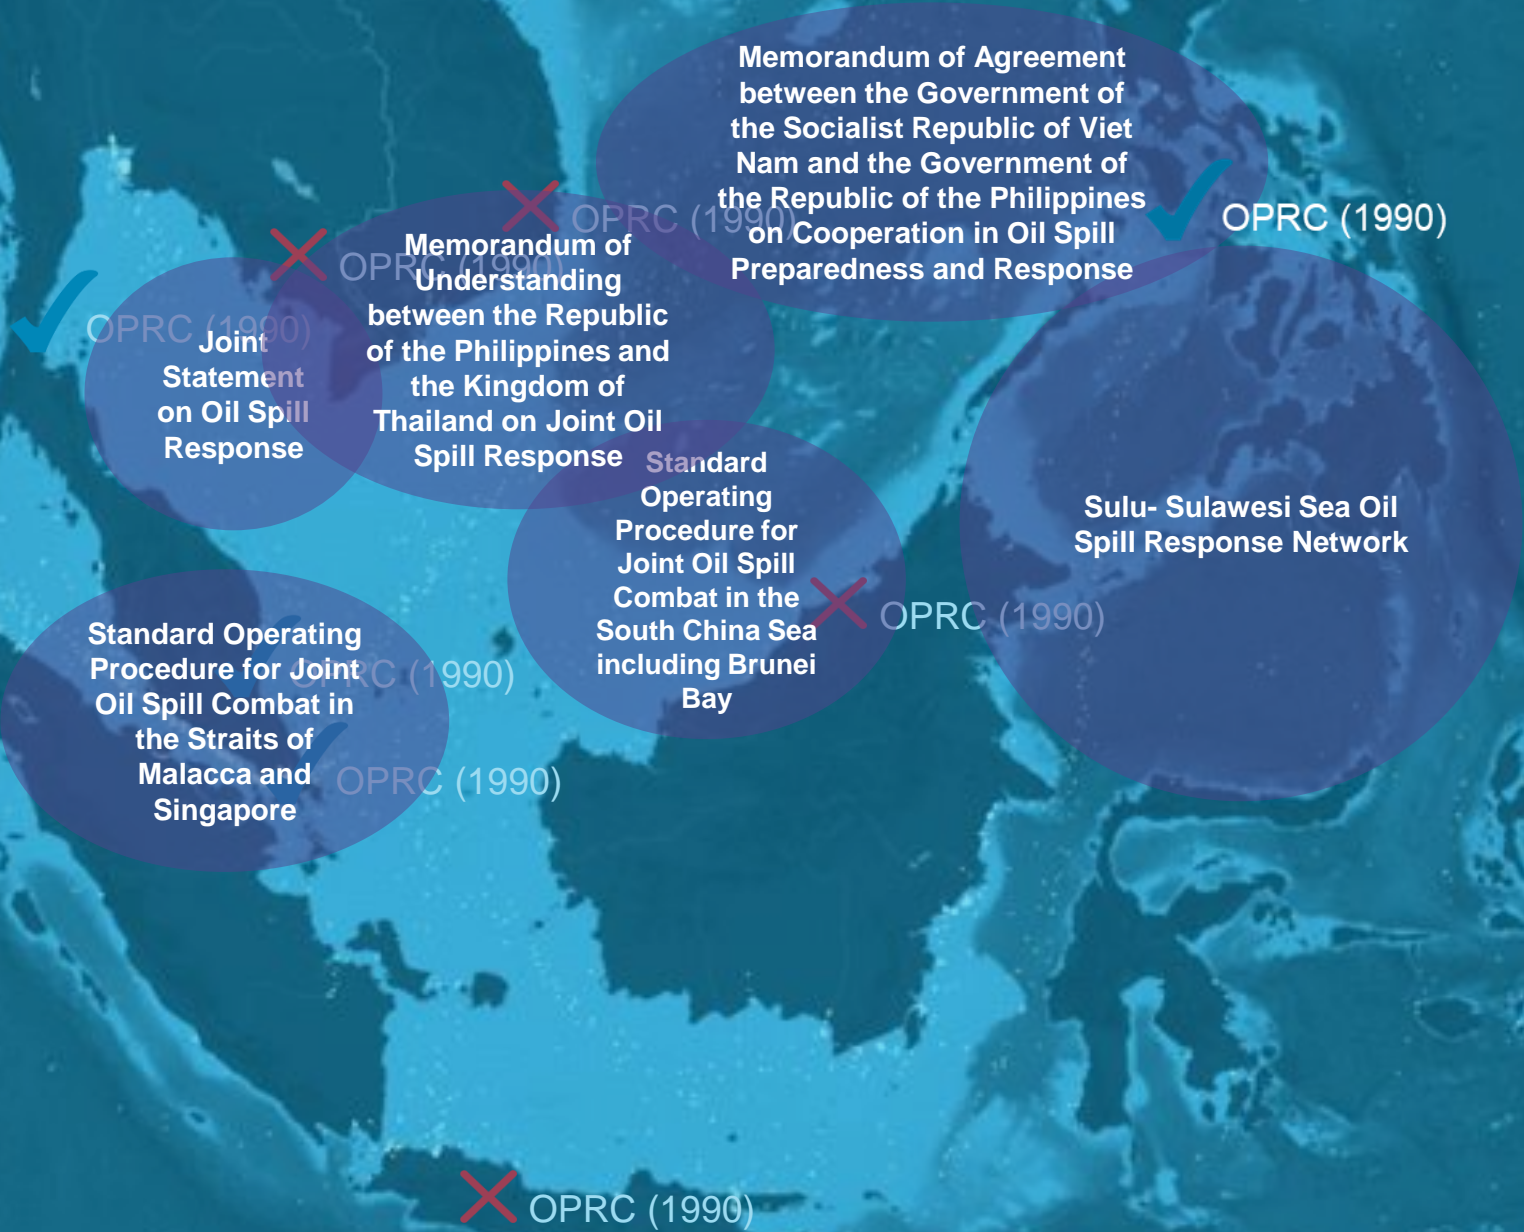 Memorandum of Agreement
between the Government of
the Socialist Republic of Viet
Nam and the Government of
the Republic of the Philippines
on Cooperation in Oil Spill
Preparedness and Response
OPRC (1990)
OPRC (1990)
OPRC (1990)
Memorandum of
Understanding
between the Republic
of the Philippines and
the Kingdom of
Thailand on Joint Oil
Spill Response
OPRC (1990)
Joint
Statement
on Oil Spill
Response
Standard
Operating
Procedure for
Joint Oil Spill
Combat in the
South China Sea
including Brunei
Bay
OPRC (1990)
Sulu- Sulawesi Sea Oil
Spill Response Network
Standard Operating
Procedure for Joint
Oil Spill Combat in
the Straits of
Malacca and
Singapore
OPRC (1990)
OPRC (1990)
OPRC (1990)